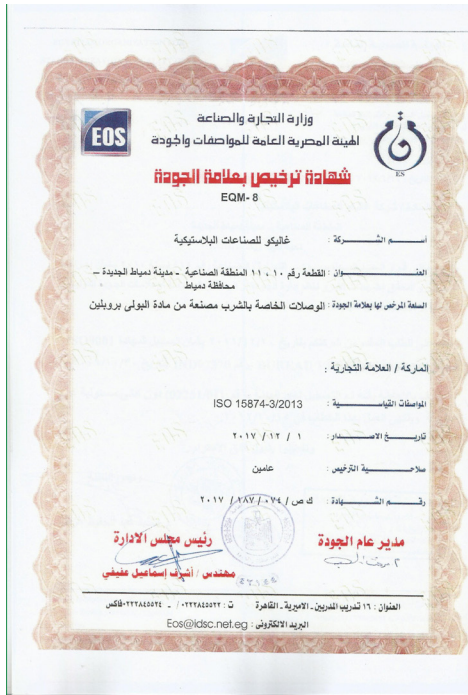 وزارة التجارة والصناعة
الهيئة المصرية العامة للمواصفات والجودة
EOS
ES
شهادة ترخيص بعلامة الجودة
EQM- 8
اسم الشركة : غاليكو للصناعات البلاستيكية
العنوان : القطعة رقم ١٠ ، ١١ المنطقة الصناعية - مدينة دمياط الجديدة –
محافظة دمياط
السلعة المرخص لها بعلامة الجودة : الوصلات الخاصة بالشرب مصنعة من مادة البولى بروبلين
الماركة / العلامة التجارية :
المواصفات القياسية : ISO 15874-3/2013
تاريخ الاصدار : ١ / ١٢ / ٢٠١٧
صلاحية الترخيص : عامين
رقم الشهادة : ك ص / ٠٧٤ / ١٨٧ / ٢٠١٧
مدير عام الجودة
رئيس مجلس الادارة
مهندس / أشرف إسماعيل عفيفي
العنوان : ١٦ تدريب المدربين - الاميرية - القاهرة ت : ٠٢٢٢٨٤٥٥٢٢ / - ٠٢٢٢٨٤٥٥٢٤فاكس
البريد الالكترونى : Eos@idsc.net.eg